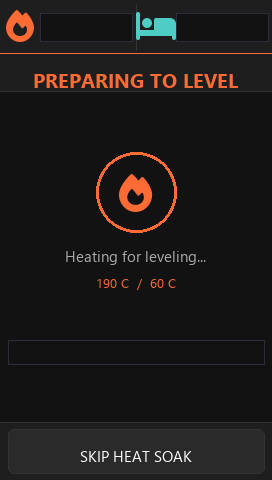 PREPARING TO LEVEL
Heating for leveling...
190 C / 60 C
SKIP HEAT SOAK